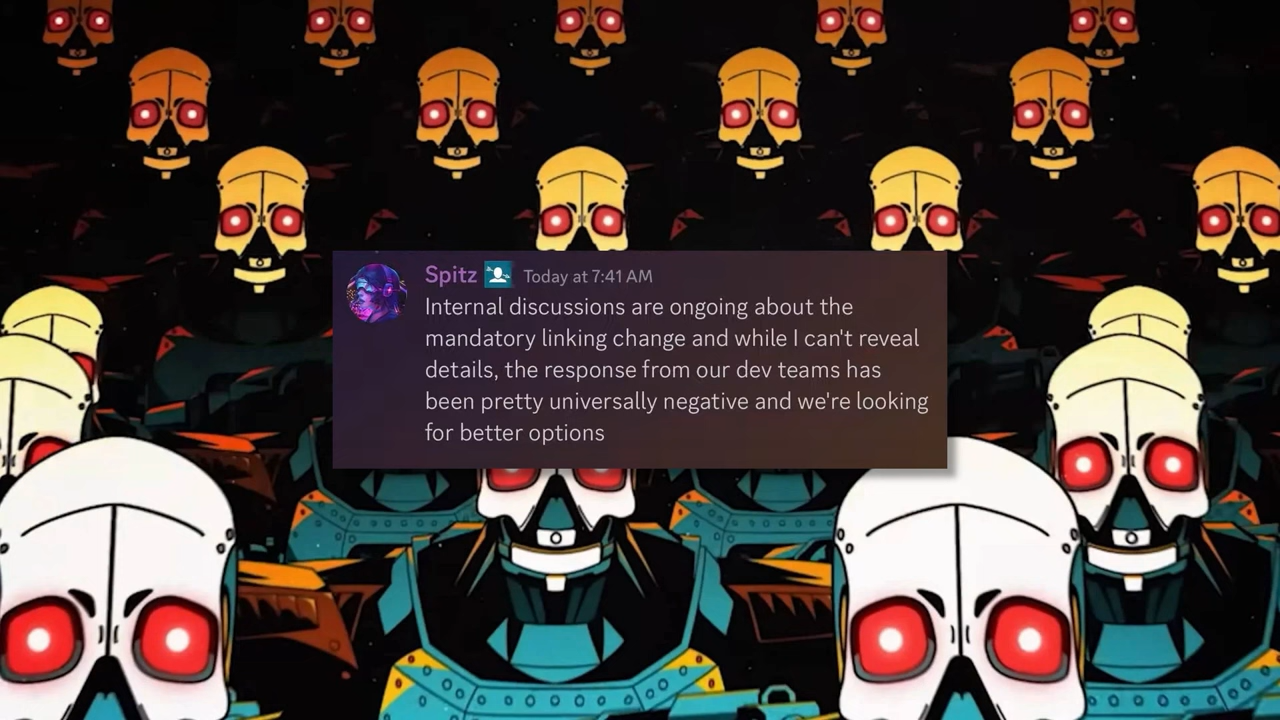 Spitz Today at 7:41 AM
Internal discussions are ongoing about the
mandatory linking change and while I can't reveal
details, the response from our dev teams has
been pretty universally negative and we're looking
for better options